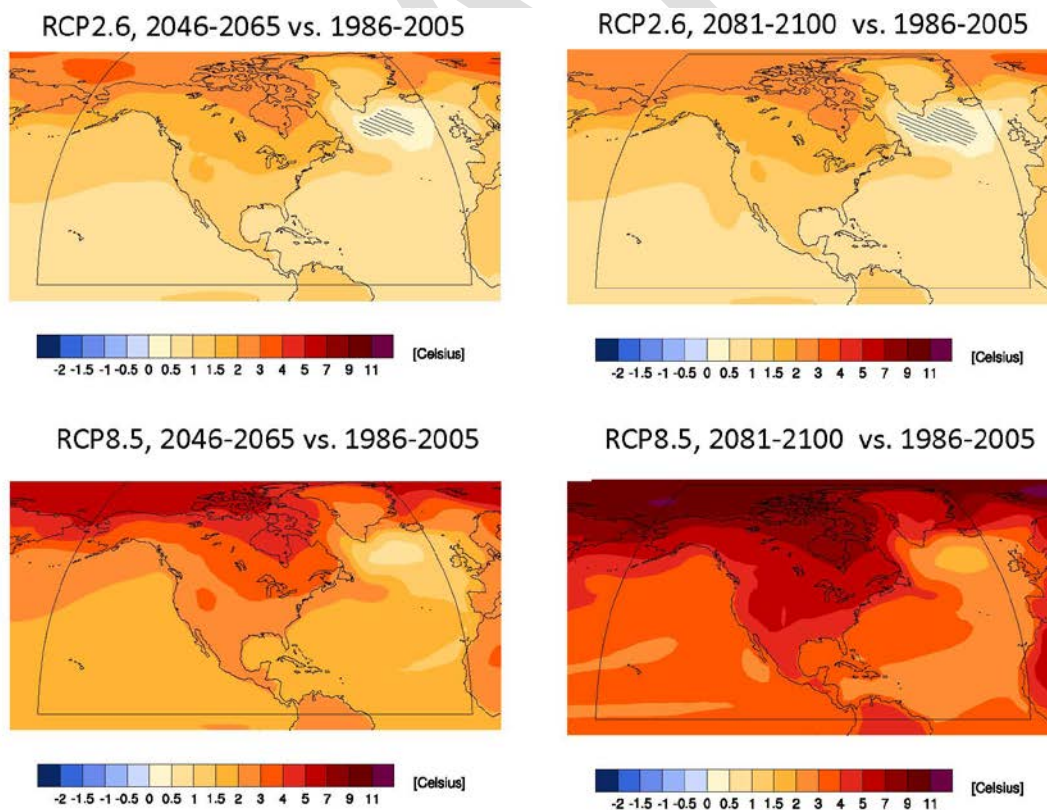 RCP2.6, 2046-2065 vs. 1986-2005
RCP2.6, 2081-2100 vs. 1986-2005
-2 -1.5 -1 -0.5 0 0.5 1 1.5 2 3 4 5 7 9 11 [Celsius]
-2 -1.5 -1 -0.5 0 0.5 1 1.5 2 3 4 5 7 9 11 [Celsius]
RCP8.5, 2046-2065 vs. 1986-2005
RCP8.5, 2081-2100 vs. 1986-2005
-2 -1.5 -1 -0.5 0 0.5 1 1.5 2 3 4 5 7 9 11 [Celsius]
-2 -1.5 -1 -0.5 0 0.5 1 1.5 2 3 4 5 7 9 11 [Celsius]